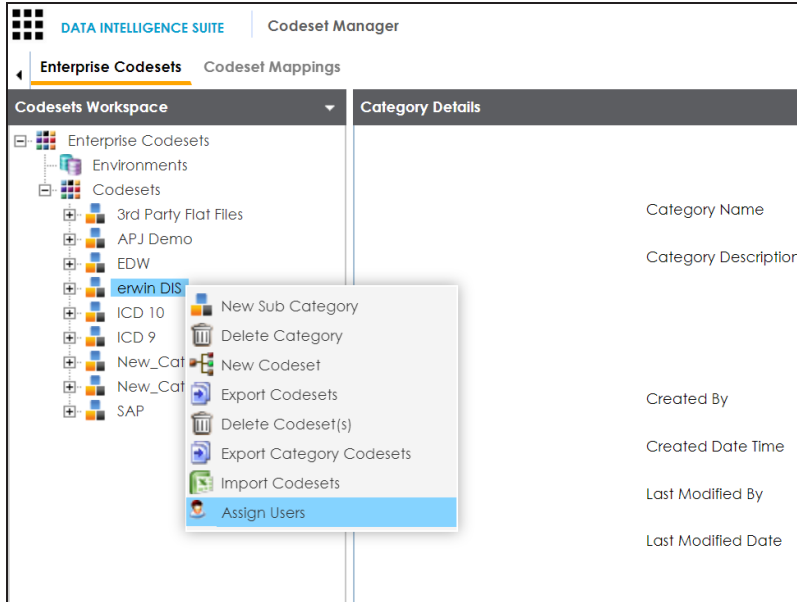 DATA INTELLIGENCE SUITE Codeset Manager
Enterprise Codesets Codeset Mappings
Codesets Workspace
Enterprise Codesets
Environments
Codesets
3rd Party Flat Files
APJ Demo
EDW
erwin DIS
ICD 10
ICD 9
New_Cat
New_Cat
SAP
New Sub Category
Delete Category
New Codeset
Export Codesets
Delete Codeset(s)
Export Category Codesets
Import Codesets
Assign Users
Category Details
Category Name
Category Description
Created By
Created Date Time
Last Modified By
Last Modified Date